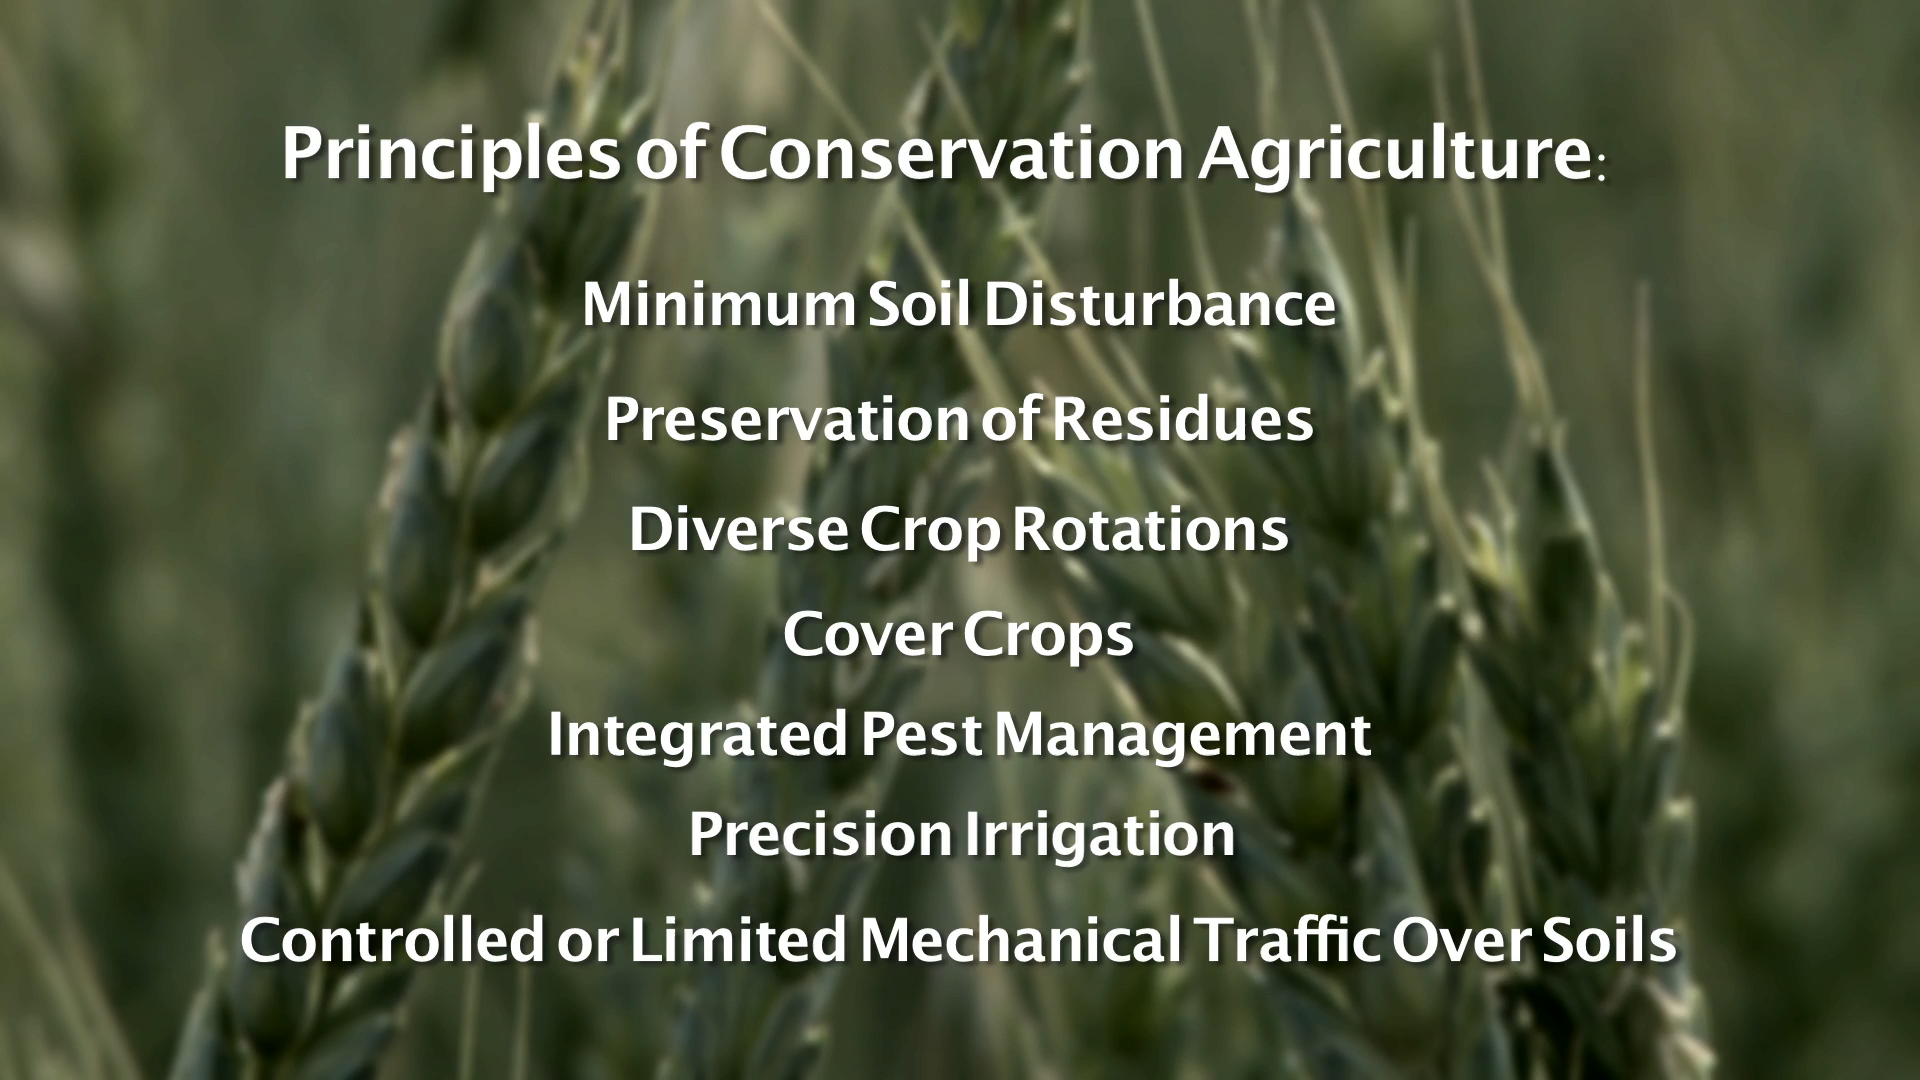 Principles of Conservation Agriculture:
Minimum Soil Disturbance
Preservation of Residues
Diverse Crop Rotations
Cover Crops
Integrated Pest Management
Precision Irrigation
Controlled or Limited Mechanical Traffic Over Soils